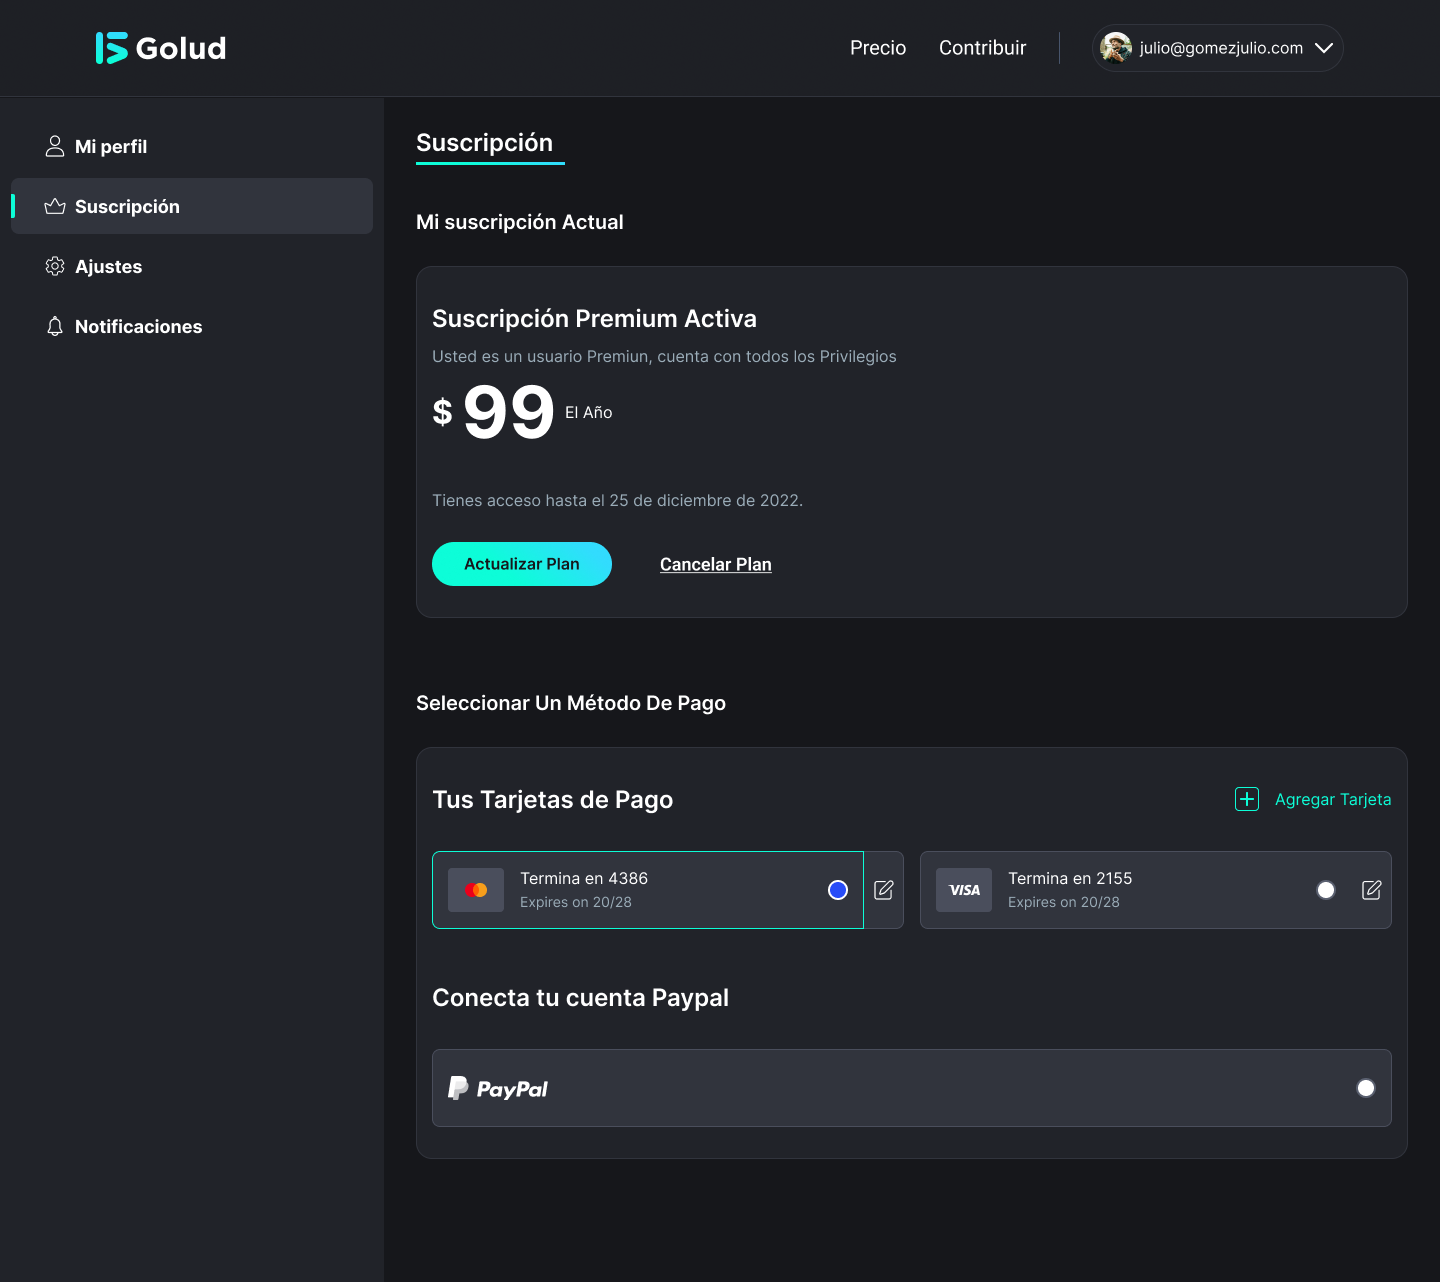 Golud
Precio
Contribuir
julio@gomezjulio.com
Mi perfil
Suscripción
Ajustes
Notificaciones
Suscripción
Mi suscripción Actual
Suscripción Premium Activa
Usted es un usuario Premiun, cuenta con todos los Privilegios
$ 99 El Año
Tienes acceso hasta el 25 de diciembre de 2022.
Actualizar Plan
Cancelar Plan
Seleccionar Un Método De Pago
Tus Tarjetas de Pago
Agregar Tarjeta
Termina en 4386
Expires on 20/28
VISA
Termina en 2155
Expires on 20/28
Conecta tu cuenta Paypal
PayPal